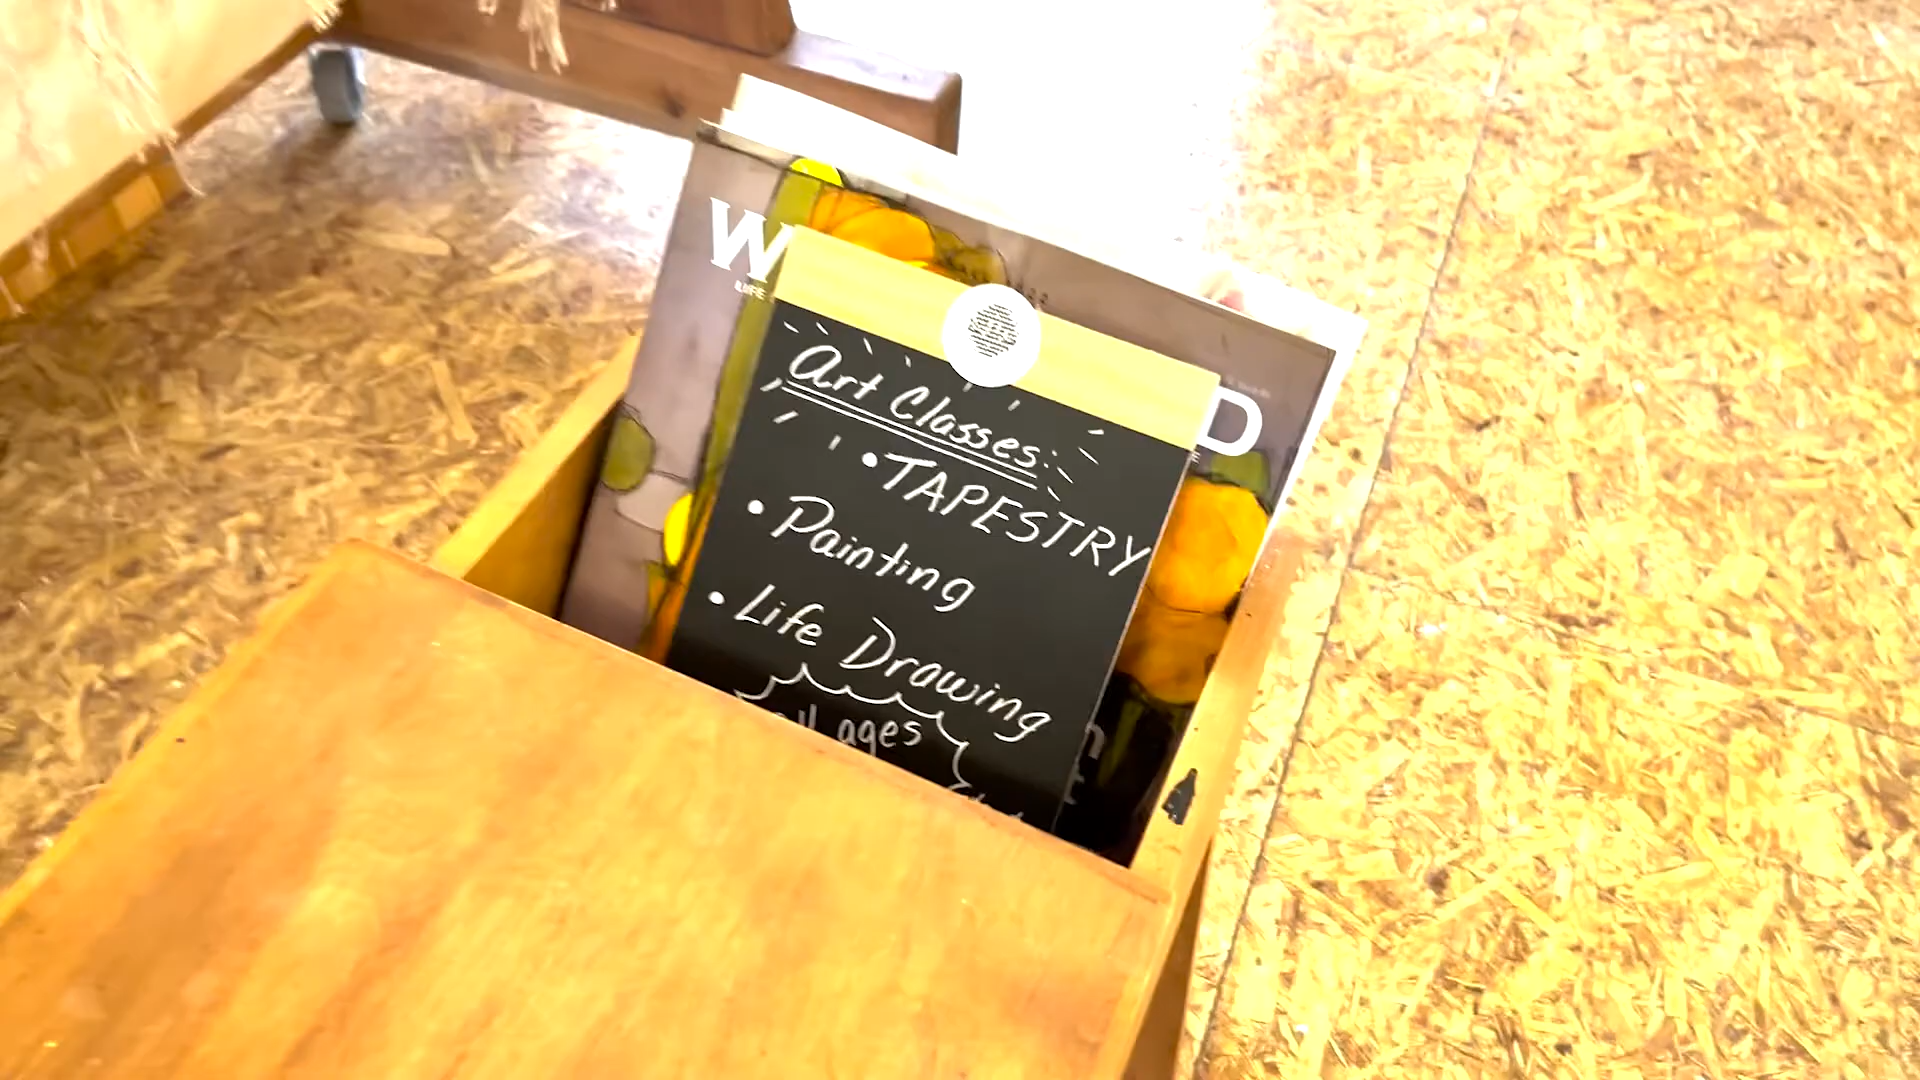 W
D
Art Classes:
• TAPESTRY
• Painting
• Life Drawing
ages